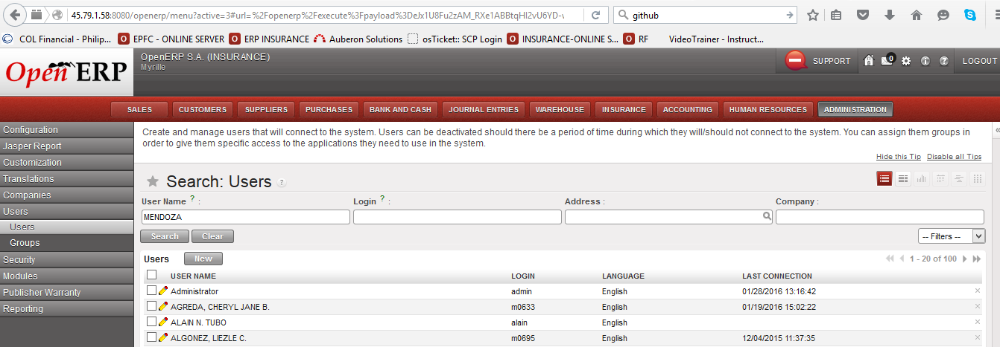 45.79.1.58:8080/openerp/menu?active=3#url=%2Fopenerp%2Fexecute%3Fpayload%3DeJx1U8Fu2zAM_RXe1ABBtqHl2vU6YD-v
github
COL Financial - Philip... EPFC - ONLINE SERVER ERP INSURANCE Auberon Solutions osTicket:: SCP Login INSURANCE-ONLINE S... RF VideoTrainer - Instruct...
Open ERP
OpenERP S.A. (INSURANCE)
Myrille
SUPPORT 0 LOGOUT
SALES CUSTOMERS SUPPLIERS PURCHASES BANK AND CASH JOURNAL ENTRIES WAREHOUSE INSURANCE ACCOUNTING HUMAN RESOURCES ADMINISTRATION
Configuration
Jasper Report
Customization
Translations
Companies
Users
Users
Groups
Security
Modules
Publisher Warranty
Reporting
Create and manage users that will connect to the system. Users can be deactivated should there be a period of time during which they will/should not connect to the system. You can assign them groups in
order to give them specific access to the applications they need to use in the system.
Hide this Tip Disable all Tips
Search: Users ?
User Name ? : Login ? : Address : Company :
MENDOZA
Search Clear -- Filters --
Users New 1 - 20 of 100
USER NAME LOGIN LANGUAGE LAST CONNECTION
Administrator admin English 01/28/2016 13:16:42
AGREDA, CHERYL JANE B. m0633 English 01/19/2016 15:02:22
ALAIN N. TUBO alain English
ALGONEZ, LIEZLE C. m0695 English 12/04/2015 11:37:35